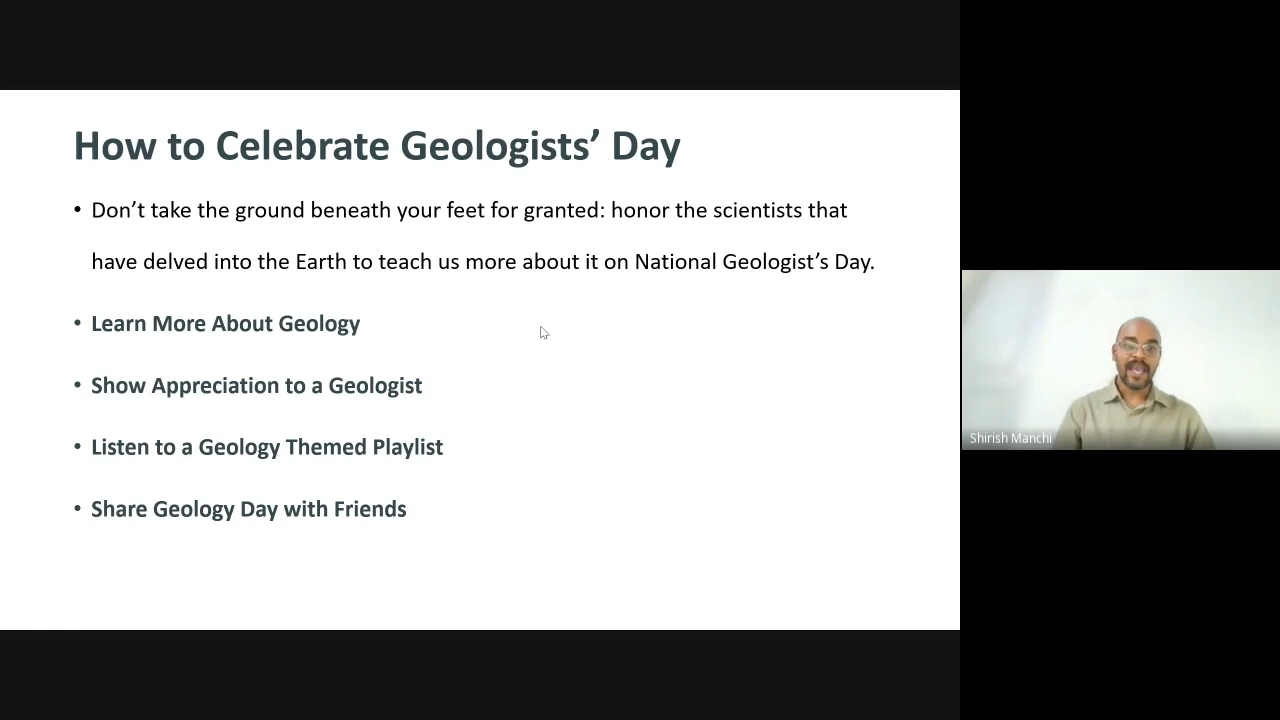 How to Celebrate Geologists’ Day
• Don’t take the ground beneath your feet for granted: honor the scientists that
have delved into the Earth to teach us more about it on National Geologist’s Day.
• Learn More About Geology
• Show Appreciation to a Geologist
• Listen to a Geology Themed Playlist
• Share Geology Day with Friends
Shirish Manchi